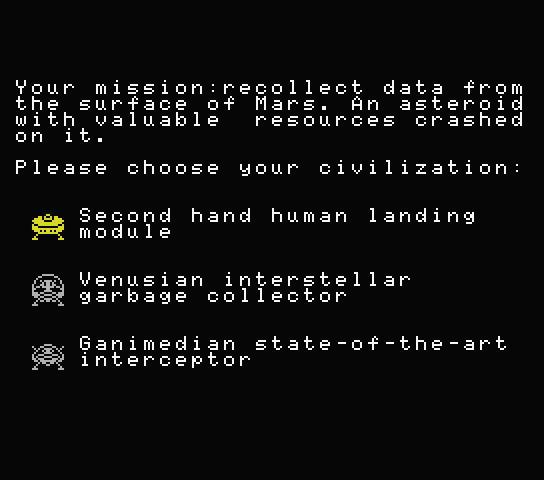 Your mission:recollect data from
the surface of Mars. An asteroid
with valuable  resources crashed
on it.
Please choose your civilization:
Second hand human landing
module
Venusian interstellar
garbage collector
Ganimedian state-of-the-art
interceptor